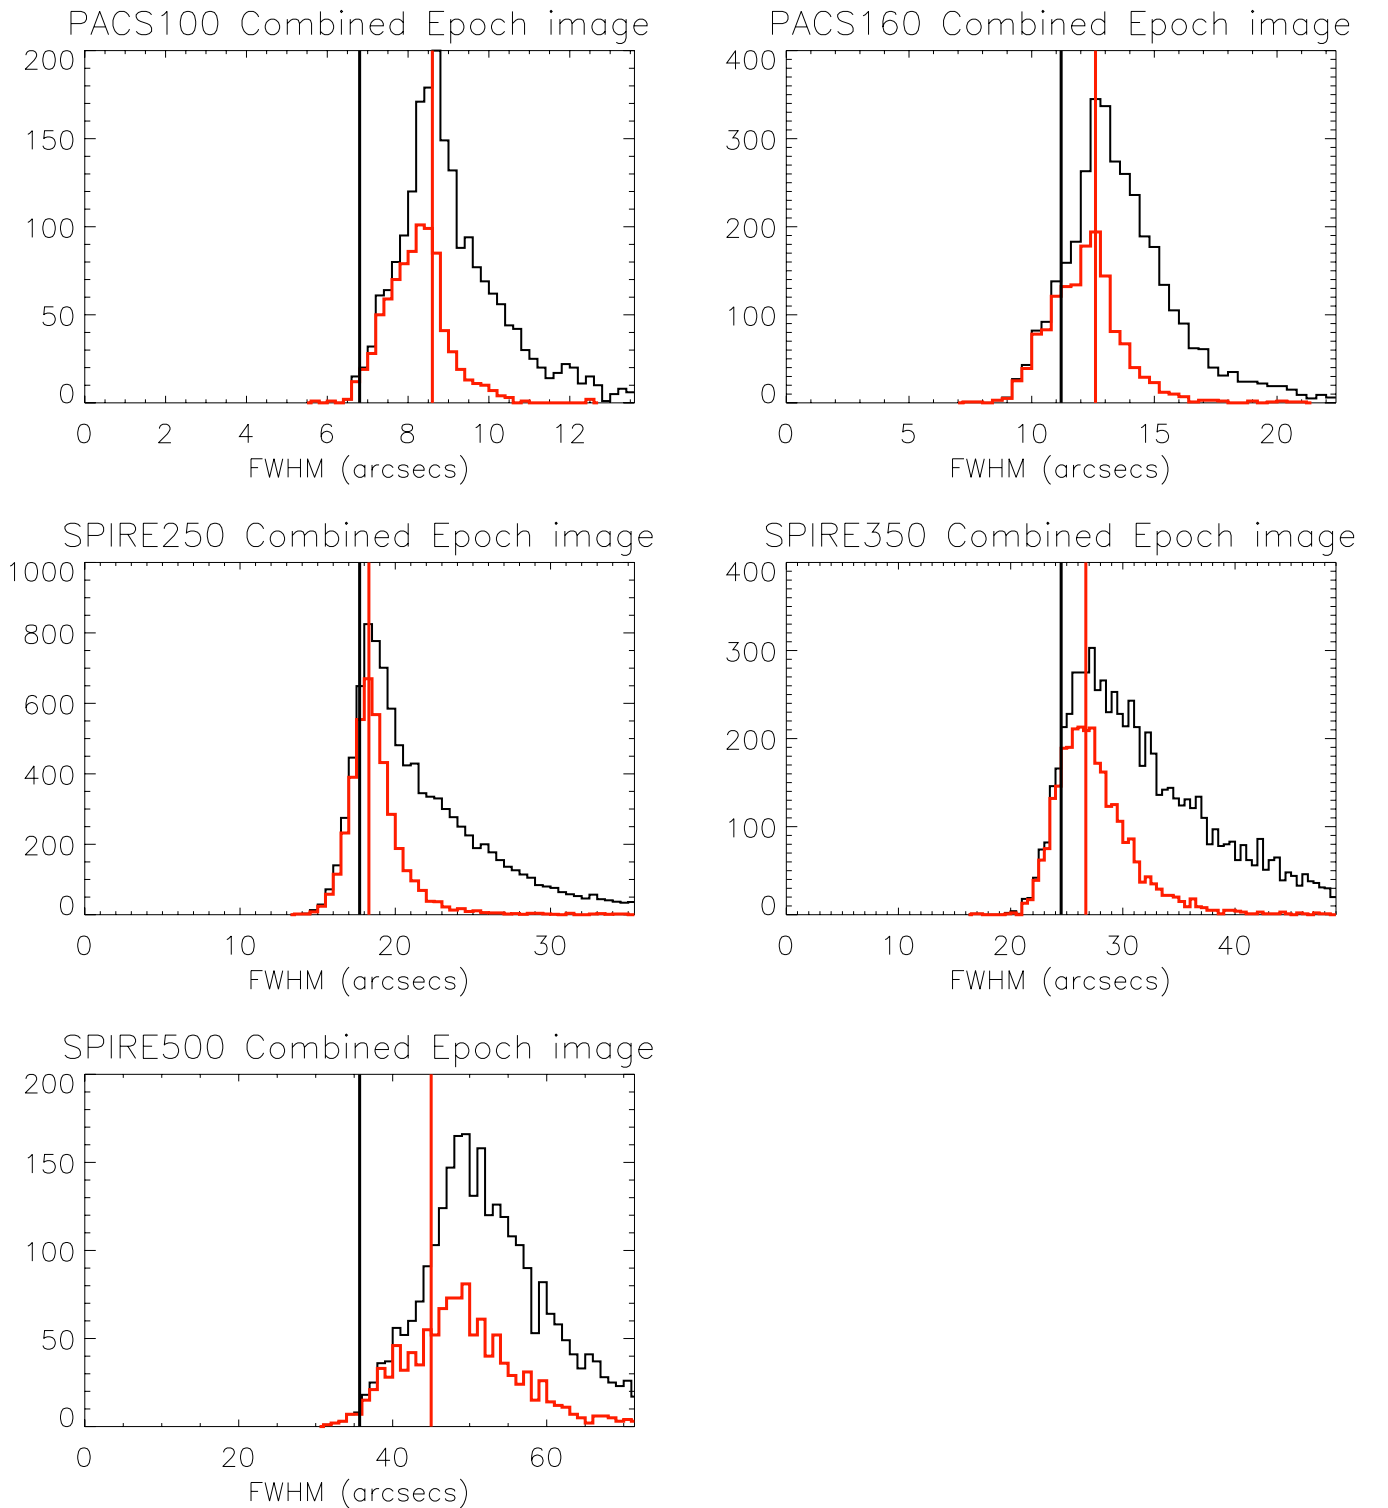 PACS100 Combined Epoch image
200
150
100
50
0
0 2 4 6 8 10 12
FWHM (arcsecs)
PACS160 Combined Epoch image
400
300
200
100
0
0 5 10 15 20
FWHM (arcsecs)
SPIRE250 Combined Epoch image
1000
800
600
400
200
0
0 10 20 30
FWHM (arcsecs)
SPIRE350 Combined Epoch image
400
300
200
100
0
0 10 20 30 40
FWHM (arcsecs)
SPIRE500 Combined Epoch image
200
150
100
50
0
0 20 40 60
FWHM (arcsecs)